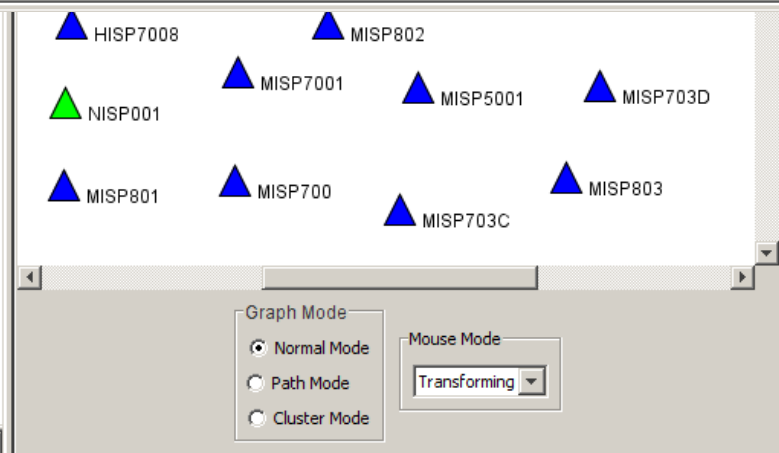 HISP7008
MISP802
MISP7001
MISP5001
MISP703D
NISP001
MISP801
MISP700
MISP803
MISP703C
Graph Mode
Normal Mode
Path Mode
Cluster Mode
Mouse Mode
Transforming